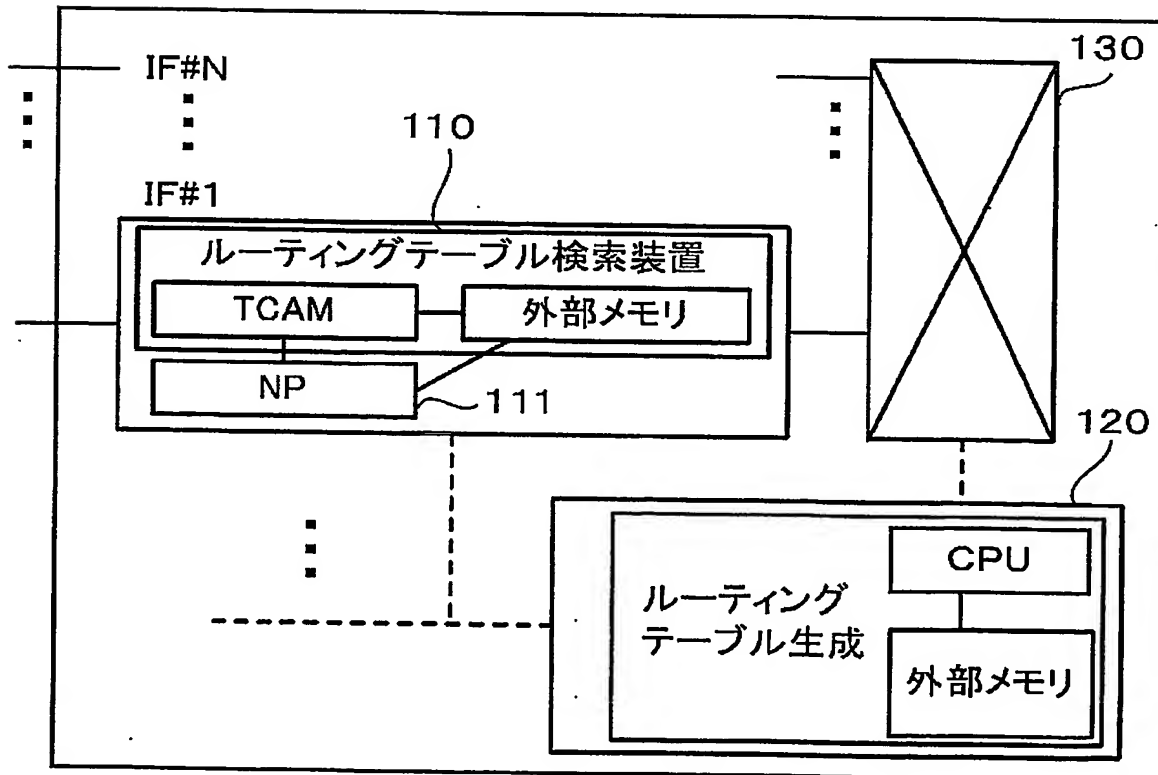 IF#N
130
110
IF#1
ルーティングテーブル検索装置
TCAM
外部メモリ
NP
111
120
CPU
ルーティング
テーブル生成
外部メモリ